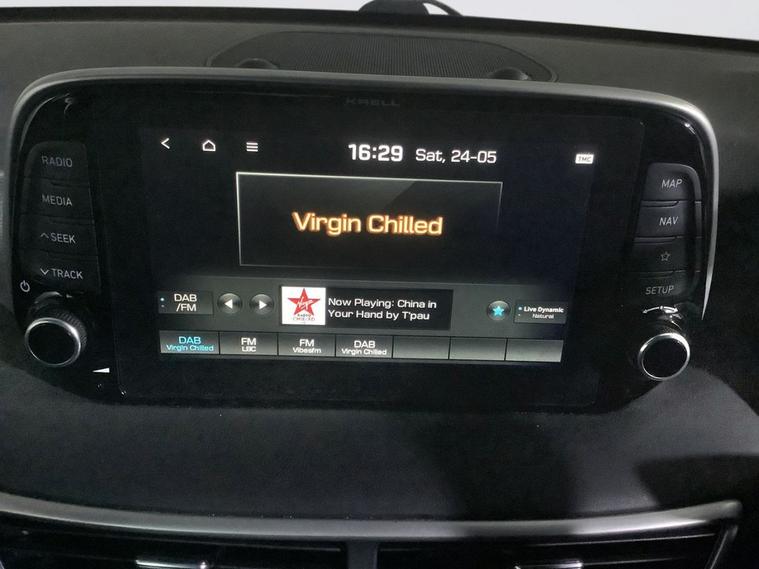 KRELL
16:29 Sat, 24-05
TMC
RADIO
MEDIA
SEEK
TRACK
MAP
NAV
SETUP
Virgin Chilled
DAB
/FM
Now Playing: China in
Your Hand by T'pau
Live Dynamic
Natural
DAB
Virgin Chilled
FM
LBC
FM
Vibesfm
DAB
Virgin Chilled